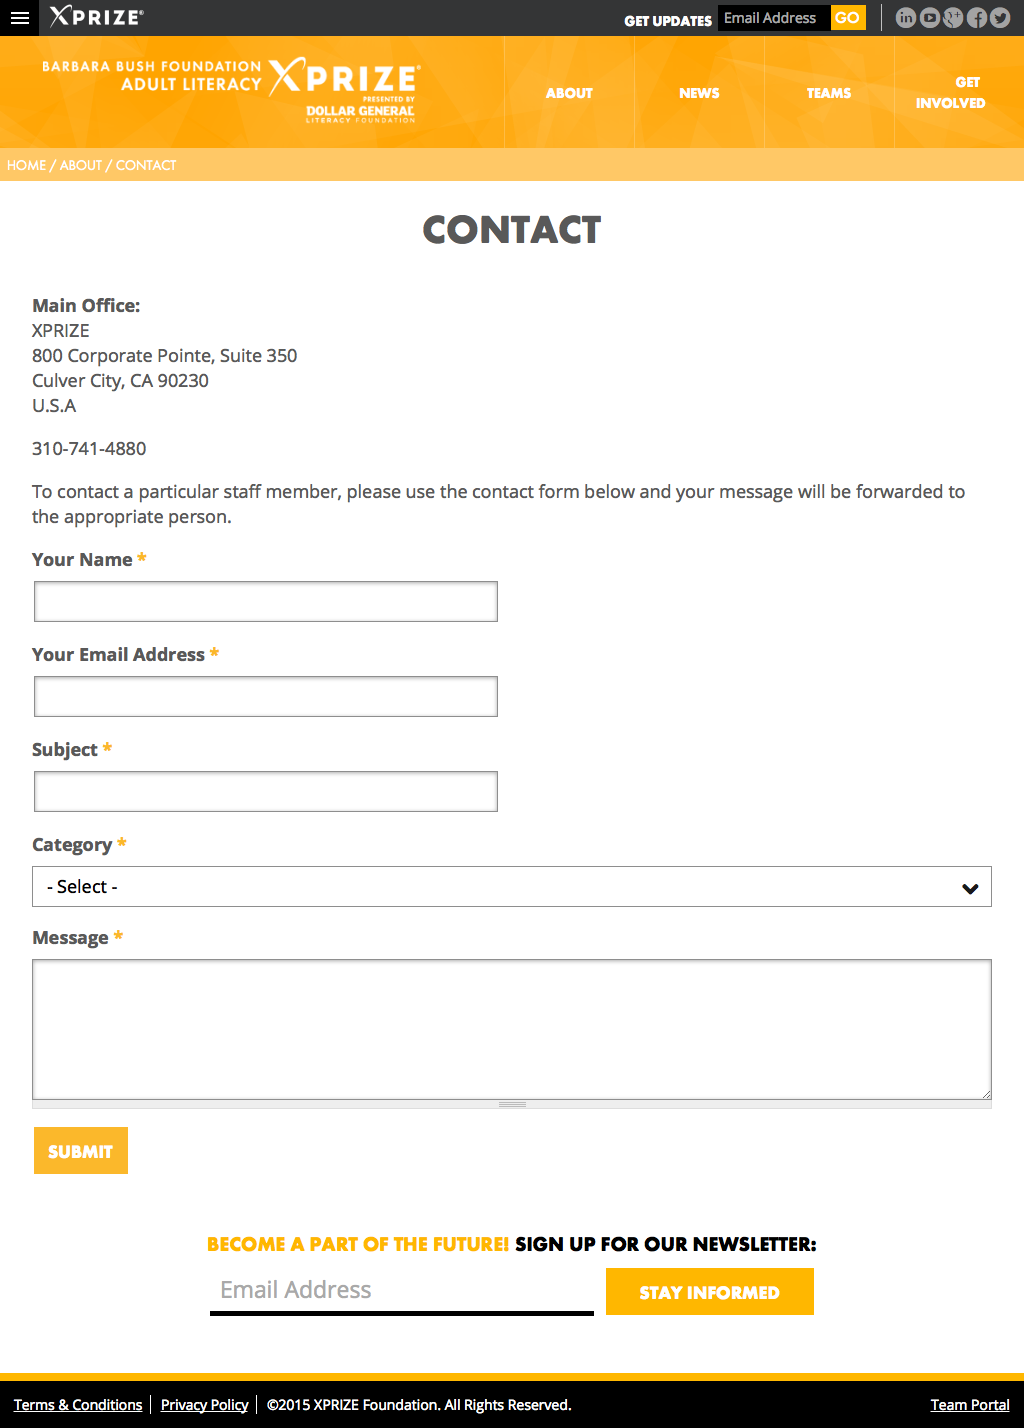 XPRIZE®
GET UPDATES Email Address GO
BARBARA BUSH FOUNDATION
ADULT LITERACY XPRIZE®
PRESENTED BY
DOLLAR GENERAL
LITERACY FOUNDATION
ABOUT
NEWS
TEAMS
GET
INVOLVED
HOME / ABOUT / CONTACT
CONTACT
Main Office:
XPRIZE
800 Corporate Pointe, Suite 350
Culver City, CA 90230
U.S.A
310-741-4880
To contact a particular staff member, please use the contact form below and your message will be forwarded to
the appropriate person.
Your Name *
Your Email Address *
Subject *
Category *
- Select -
Message *
SUBMIT
BECOME A PART OF THE FUTURE! SIGN UP FOR OUR NEWSLETTER:
Email Address
STAY INFORMED
Terms & Conditions | Privacy Policy | ©2015 XPRIZE Foundation. All Rights Reserved.
Team Portal